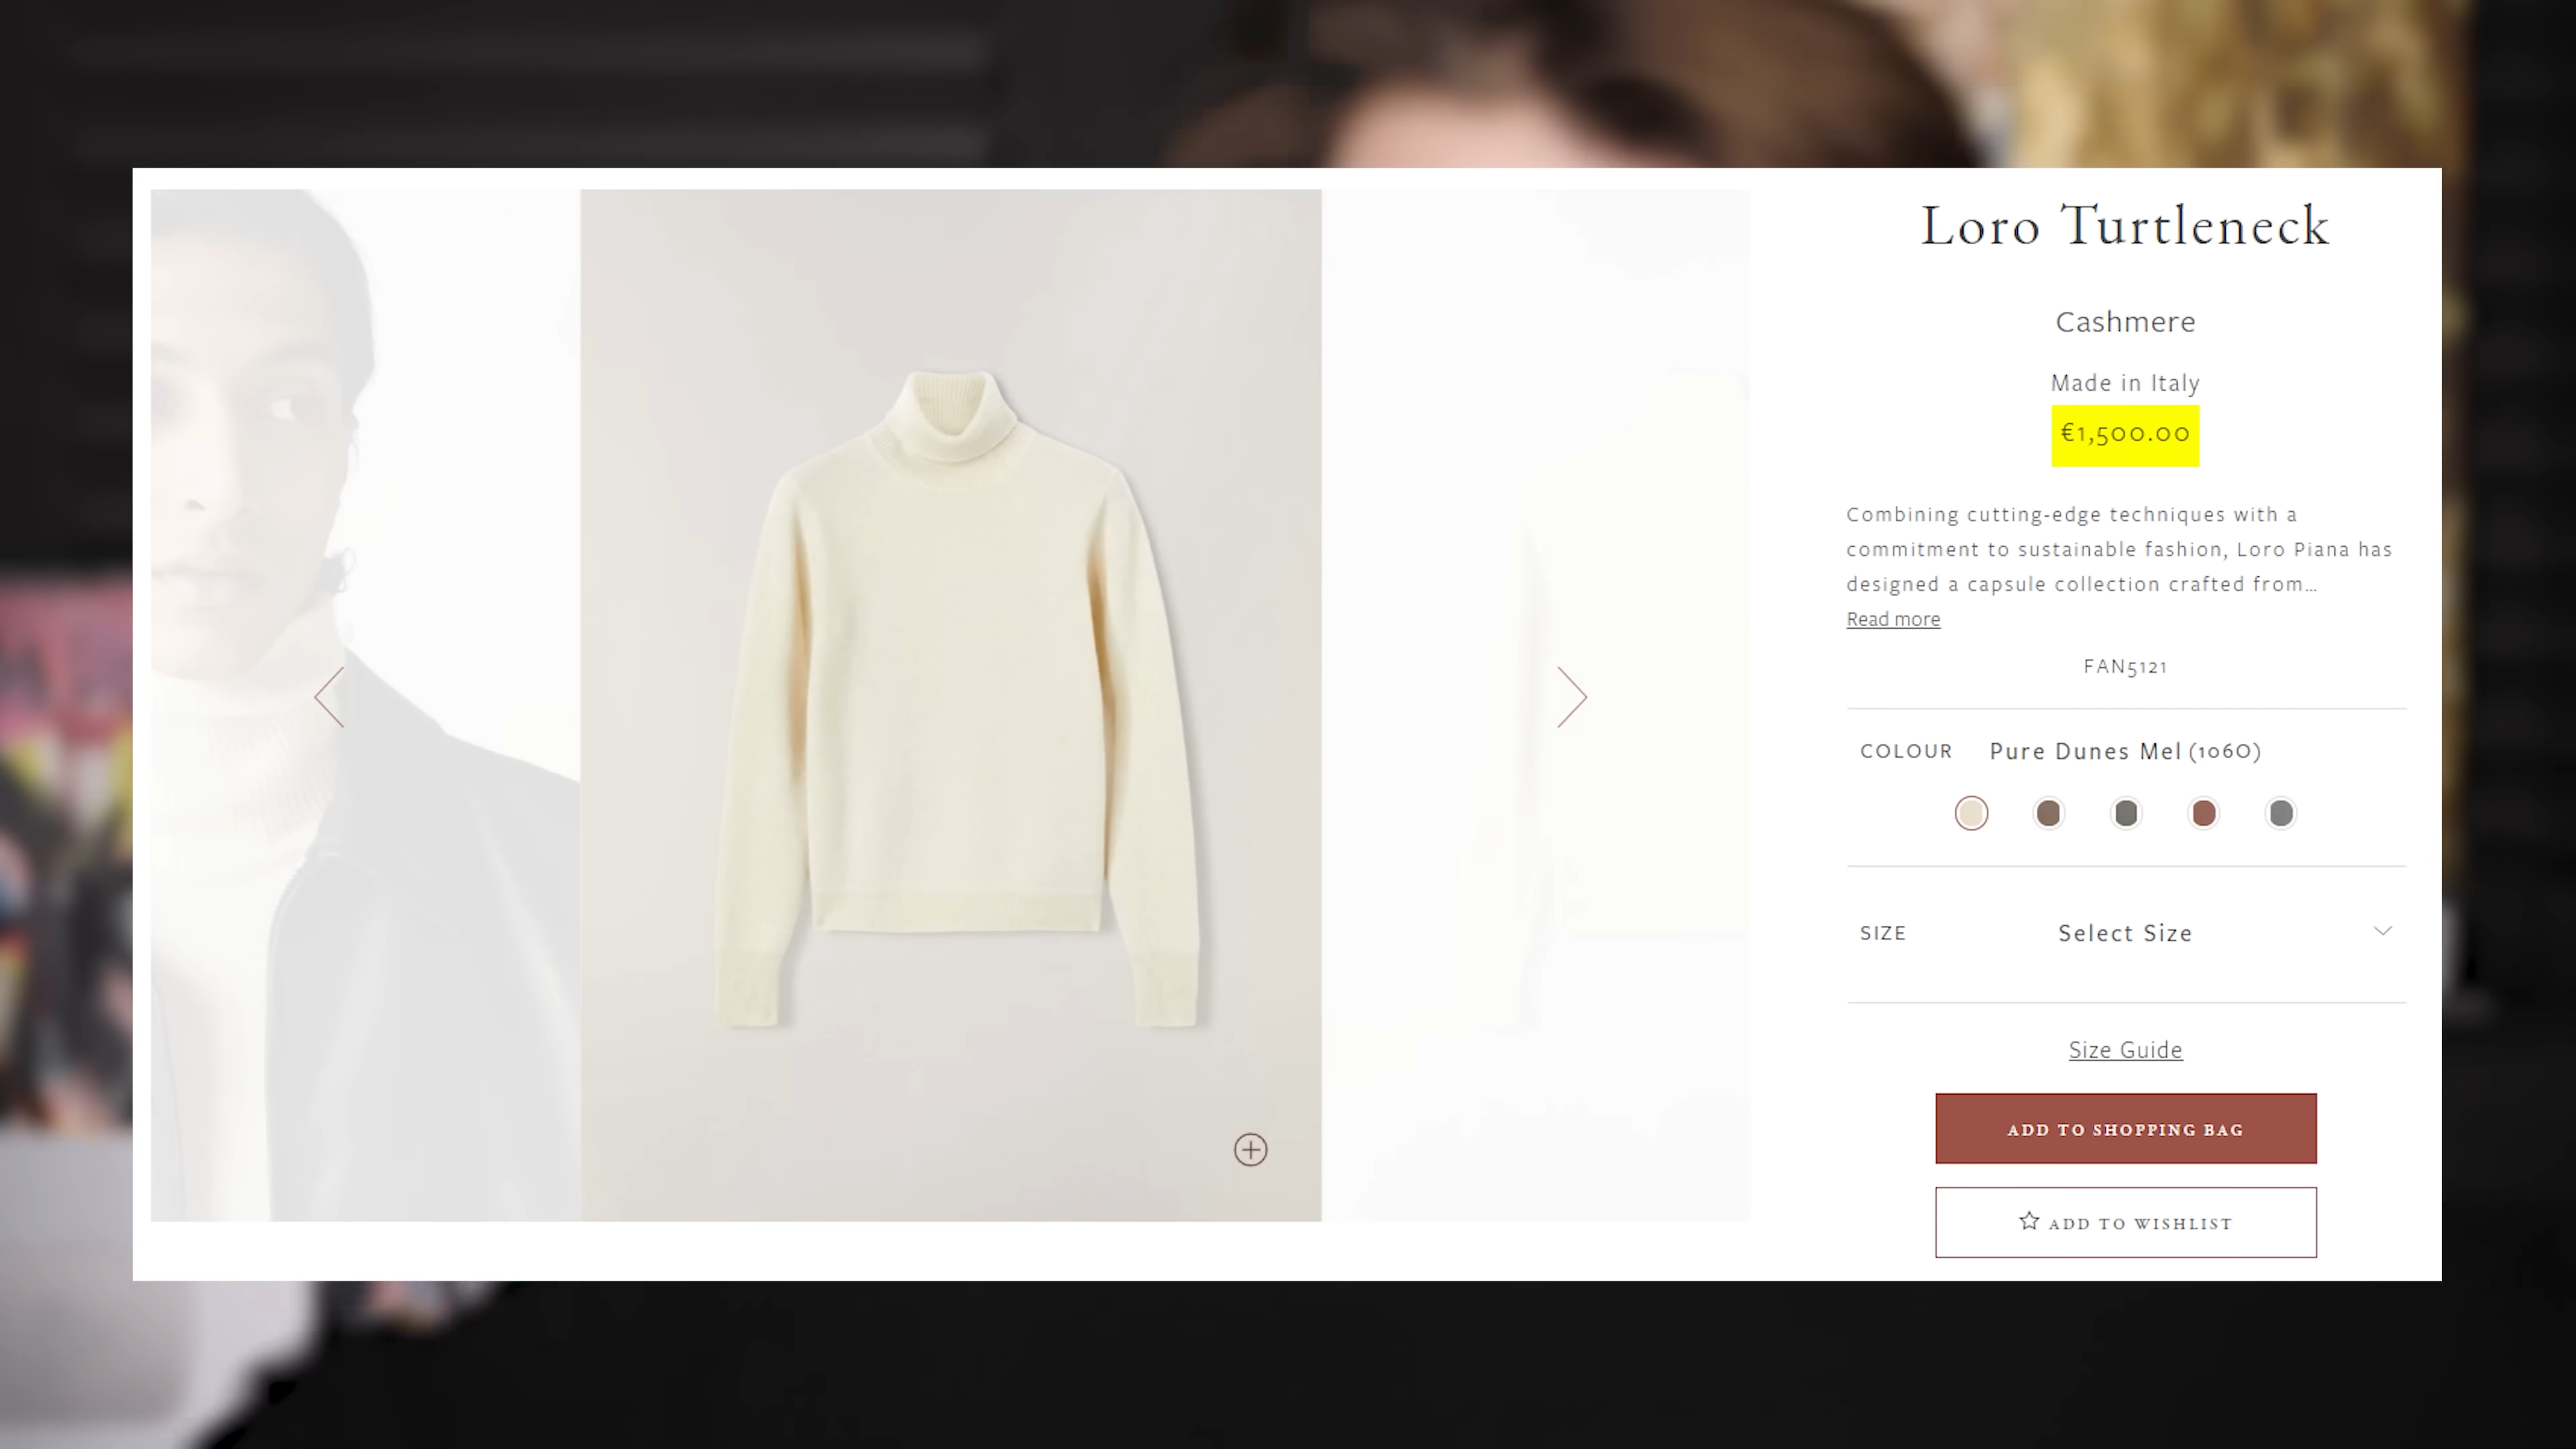 Loro Turtleneck
Cashmere
Made in Italy
€1,500.00
Combining cutting-edge techniques with a
commitment to sustainable fashion, Loro Piana has
designed a capsule collection crafted from...
Read more
FAN5121
COLOUR Pure Dunes Mel (1060)
SIZE Select Size
Size Guide
ADD TO SHOPPING BAG
ADD TO WISHLIST